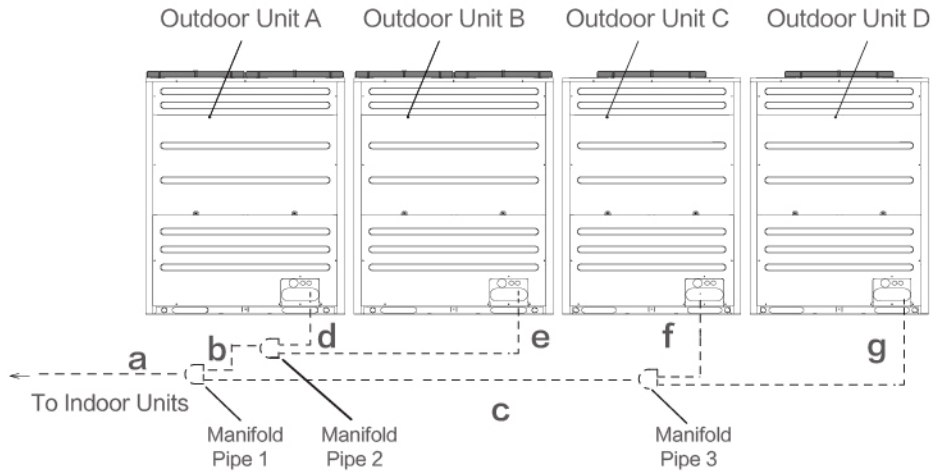 Outdoor Unit A
Outdoor Unit B
Outdoor Unit C
Outdoor Unit D
a
b
d
e
f
g
c
To Indoor Units
Manifold
Pipe 1
Manifold
Pipe 2
Manifold
Pipe 3